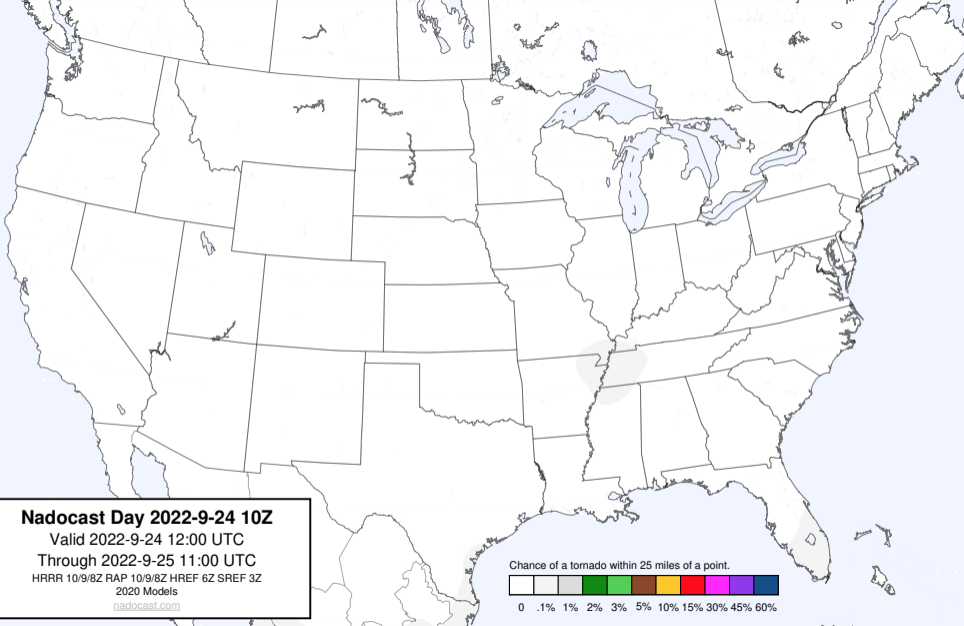 Nadocast Day 2022-9-24 10Z
Valid 2022-9-24 12:00 UTC
Through 2022-9-25 11:00 UTC
HRRR 10/9/8Z RAP 10/9/8Z HREF 6Z SREF 3Z
2020 Models
nadocast.com
Chance of a tornado within 25 miles of a point.
0 .1% 1% 2% 3% 5% 10% 15% 30% 45% 60%